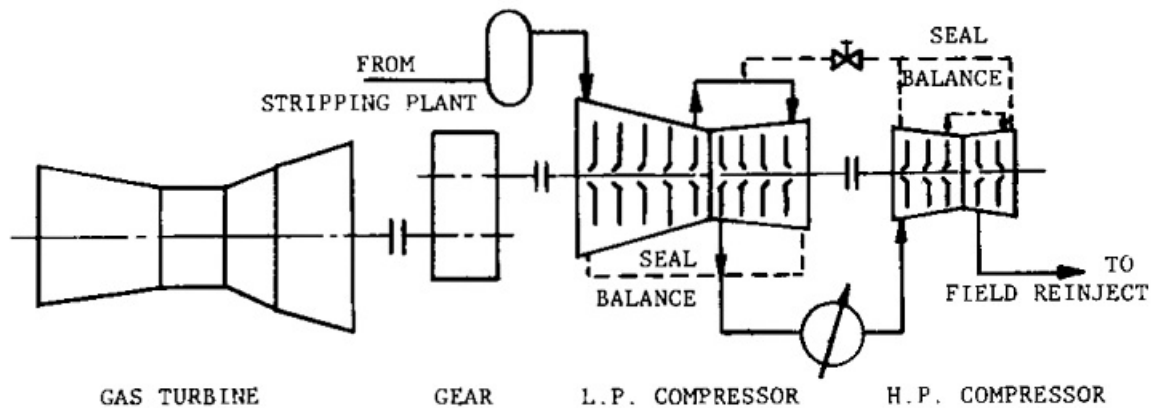 SEAL
BALANCE
FROM
STRIPPING PLANT
SEAL
BALANCE
TO
FIELD REINJECT
GAS TURBINE
GEAR
L.P. COMPRESSOR
H.P. COMPRESSOR